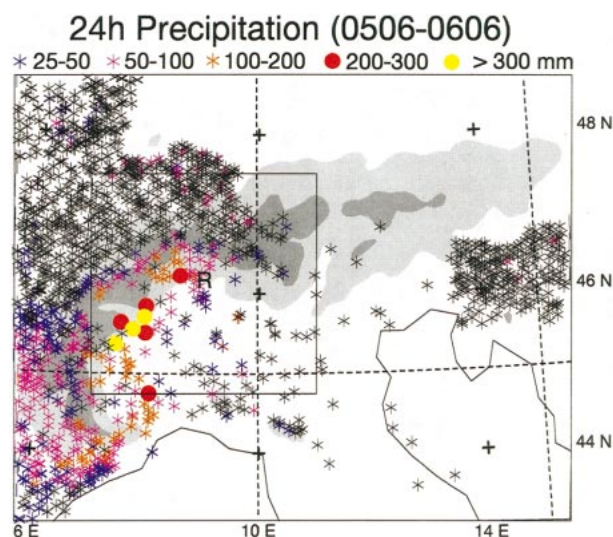 24h Precipitation (0506-0606)
25-50 50-100 100-200 200-300 > 300 mm
48 N
R
46 N
44 N
6 E 10 E 14 E